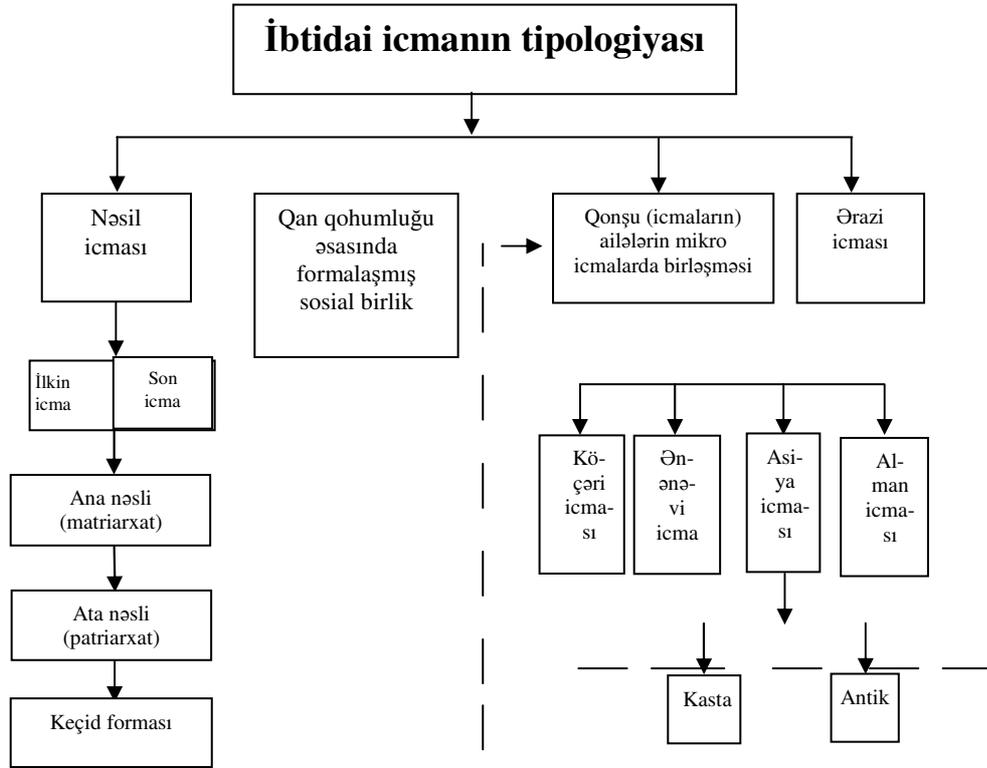 İbtidai icmanın tipologiyası
Nəsil
icması
Qan qohumluğu
əsasında
formalaşmış
sosial birlik
Qonşu (icmaların)
ailələrin mikro
icmalarda birləşməsi
Ərazi
icması
İlkin
icma
Son
icma
Kö-
çəri
icma-
sı
Ən-
ənə-
vi
icma
Asi-
ya
icma-
sı
Al-
man
icma-
sı
Ana nəsli
(matriarxat)
Ata nəsli
(patriarxat)
Keçid forması
Kasta
Antik